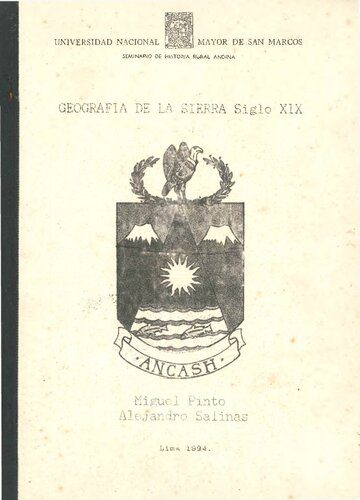 UNIVERSIDAD NACIONAL MAYOR DE SAN MARCOS
SEMINARIO DE HISTORIA RURAL ANDINA
GEOGRAFIA DE LA SIERRA Siglo XIX
·ANCASH·
Miguel Pinto
Alejandro Salinas
Lima 1994.